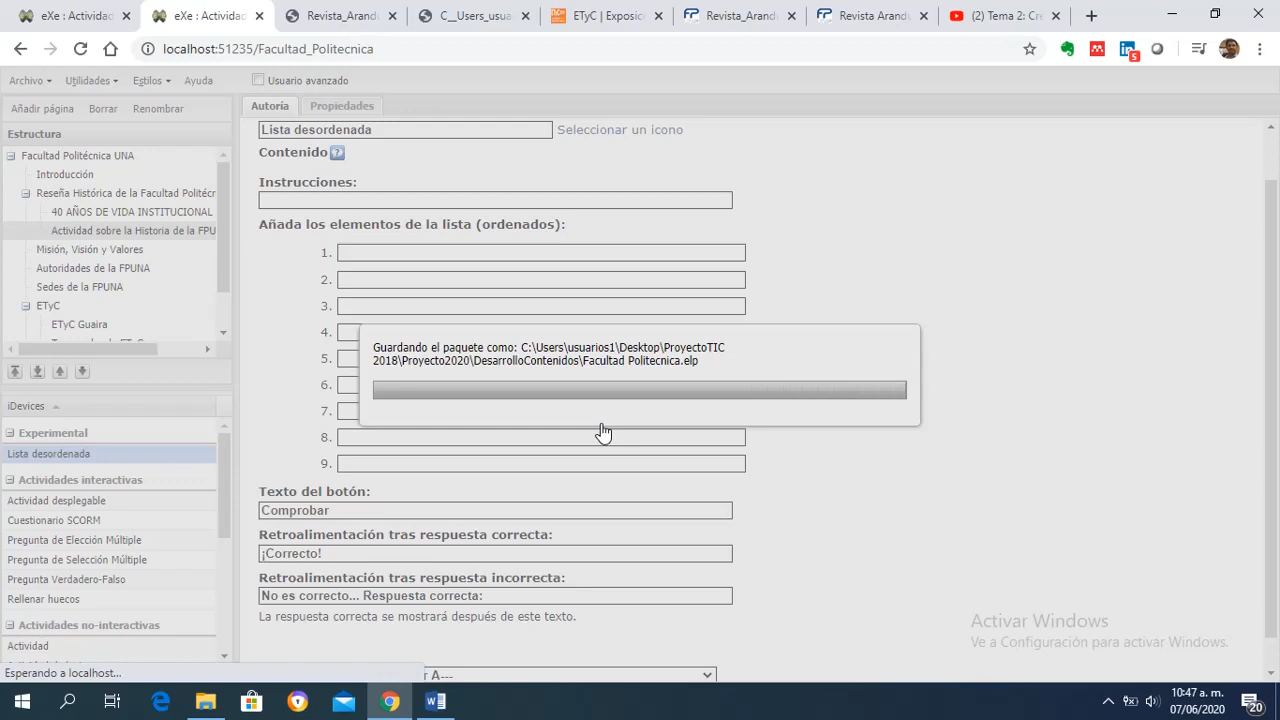 eXe : Actividad
eXe : Actividad
Revista_Arandu
C__Users_usua
ETyC | Exposici
Revista_Arandu
Revista Arandu
(2) Tema 2: Cre
localhost:51235/Facultad_Politecnica
5
Archivo Utilidades Estilos Ayuda Usuario avanzado
Añadir página Borrar Renombrar
Autoría Propiedades
Estructura
Facultad Politécnica UNA
Introducción
Reseña Histórica de la Facultad Politécr
40 AÑOS DE VIDA INSTITUCIONAL
Actividad sobre la Historia de la FPU
Misión, Visión y Valores
Autoridades de la FPUNA
Sedes de la FPUNA
ETyC
ETyC Guaira
iDevices
Experimental
Lista desordenada
Actividades interactivas
Actividad desplegable
Cuestionario SCORM
Pregunta de Elección Múltiple
Pregunta de Selección Múltiple
Pregunta Verdadero-Falso
Rellenar huecos
Actividades no-interactivas
Actividad
Esperando a localhost...
Lista desordenada Seleccionar un icono
Contenido ?
Instrucciones:
Añada los elementos de la lista (ordenados):
1.
2.
3.
4.
5.
6.
7.
8.
9.
Guardando el paquete como: C:\Users\usuarios1\Desktop\ProyectoTIC
2018\Proyecto2020\DesarrolloContenidos\Facultad Politecnica.elp
Texto del botón:
Comprobar
Retroalimentación tras respuesta correcta:
¡Correcto!
Retroalimentación tras respuesta incorrecta:
No es correcto... Respuesta correcta:
La respuesta correcta se mostrará después de este texto.
A---
Activar Windows
Ve a Configuración para activar Windows.
10:47 a. m.
07/06/2020
20